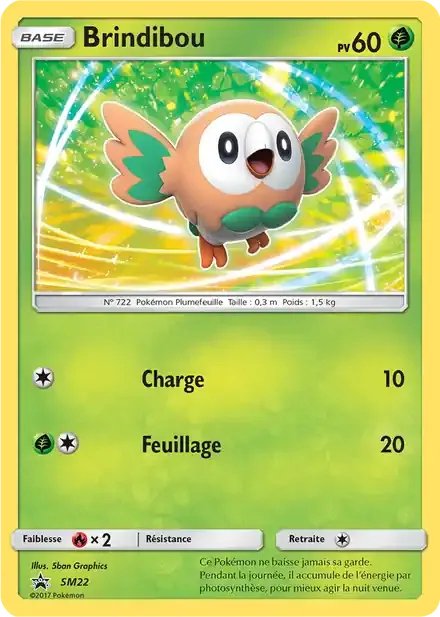 BASE Brindibou PV60
N° 722 Pokémon Plumefeuille Taille : 0,3 m Poids : 1,5 kg
Charge 10
Feuillage 20
Faiblesse × 2 Résistance Retraite
Illus. 5ban Graphics
SM22
©2017 Pokémon
Ce Pokémon ne baisse jamais sa garde.
Pendant la journée, il accumule de l'énergie par
photosynthèse, pour mieux agir la nuit venue.